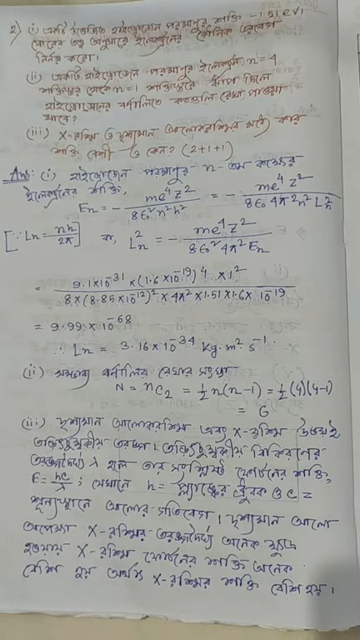 2) (i) একটি উত্তেজিত হাইড্রোজেন পরমাণুর শক্তি -1.51 eV।
বোরের তত্ত্ব অনুসারে ইলেকট্রনের কৌণিক ভরবেগ
নির্ণয় করো।
(ii) একটি হাইড্রোজেন পরমাণুর ইলেকট্রন n=4
শক্তিস্তর থেকে n=1 শক্তিস্তরে ঝাঁপ দিলে
হাইড্রোজেনের বর্ণালিতে কতগুলি রেখা পাওয়া
যাবে?
(iii) X-রশ্মি ও দৃশ্যমান আলোকরশ্মির মধ্যে কার
শক্তি বেশী ও কেন? (2+1+1)
Ans: (i) হাইড্রোজেন পরমাণুর n-তম কক্ষের
ইলেকট্রনের শক্তি,
En = - me⁴z² / 8ε₀²n²h² = - me⁴z² / 8ε₀4π²n²L²n
[∵ Ln = nh/2π] বা, L²n = - me⁴z² / 8ε₀²4π²En
= 9.1×10⁻³¹ × (1.6×10⁻¹⁹)⁴ × 1² / 8×(8.85×10⁻¹²)² × 4π² × 1.51×1.6×10⁻¹⁹
= 9.99×10⁻⁶⁸
∴ Ln = 3.16×10⁻³⁴ kg·m²s⁻¹
(ii) সম্ভাব্য বর্ণালির রেখার সংখ্যা
N = nc₂ = ½n(n-1) = ½(4)(4-1)
= 6
(iii) দৃশ্যমান আলোকরশ্মি এবং X-রশ্মি উভয়ই
তড়িৎচুম্বকীয় তরঙ্গ। তড়িৎচুম্বকীয় বিকিরণের
তরঙ্গদৈর্ঘ্য λ হলে তার সংশ্লিষ্ট ফোটনের শক্তি,
E = hc/λ; যেখানে h = প্ল্যাঙ্কের ধ্রুবক ও c =
শূন্যস্থানে আলোর গতিবেগ। দৃশ্যমান আলো
অপেক্ষা X-রশ্মির তরঙ্গদৈর্ঘ্য অনেক ক্ষুদ্র
হওয়ায় X-রশ্মি ফোটনের শক্তি অনেক
বেশি হয় অর্থাৎ X-রশ্মির শক্তি বেশি হয়।